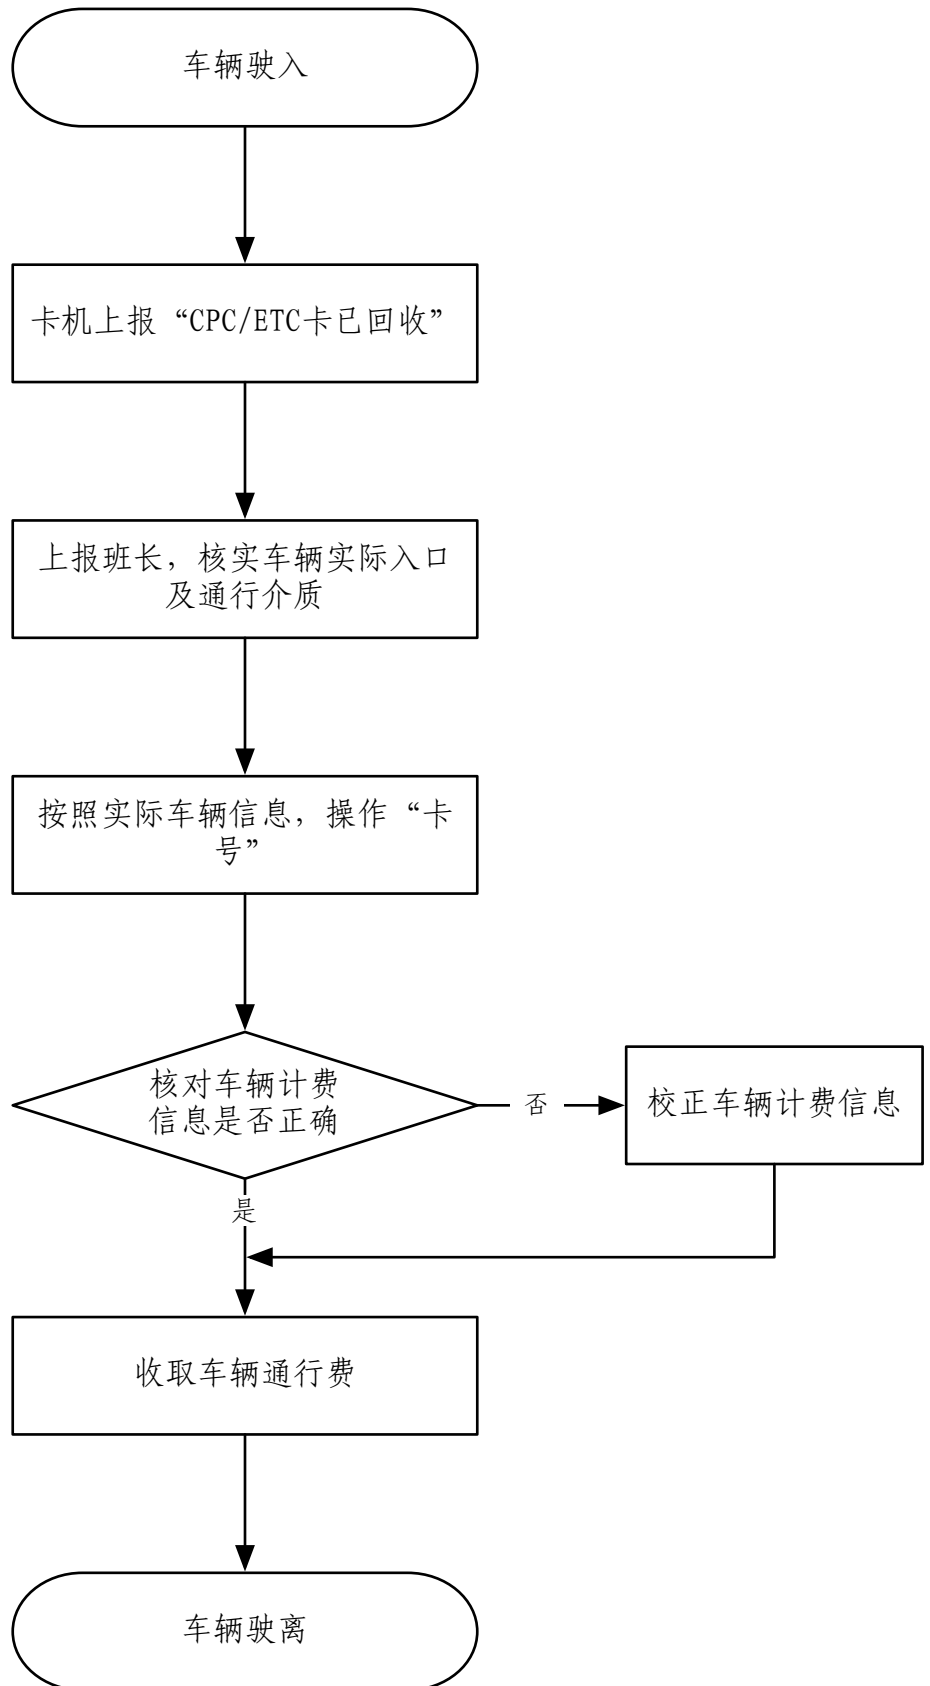 车辆驶入
卡机上报“CPC/ETC卡已回收”
上报班长，核实车辆实际入口
及通行介质
按照实际车辆信息，操作“卡
号”
核对车辆计费
信息是否正确
否
校正车辆计费信息
是
收取车辆通行费
车辆驶离